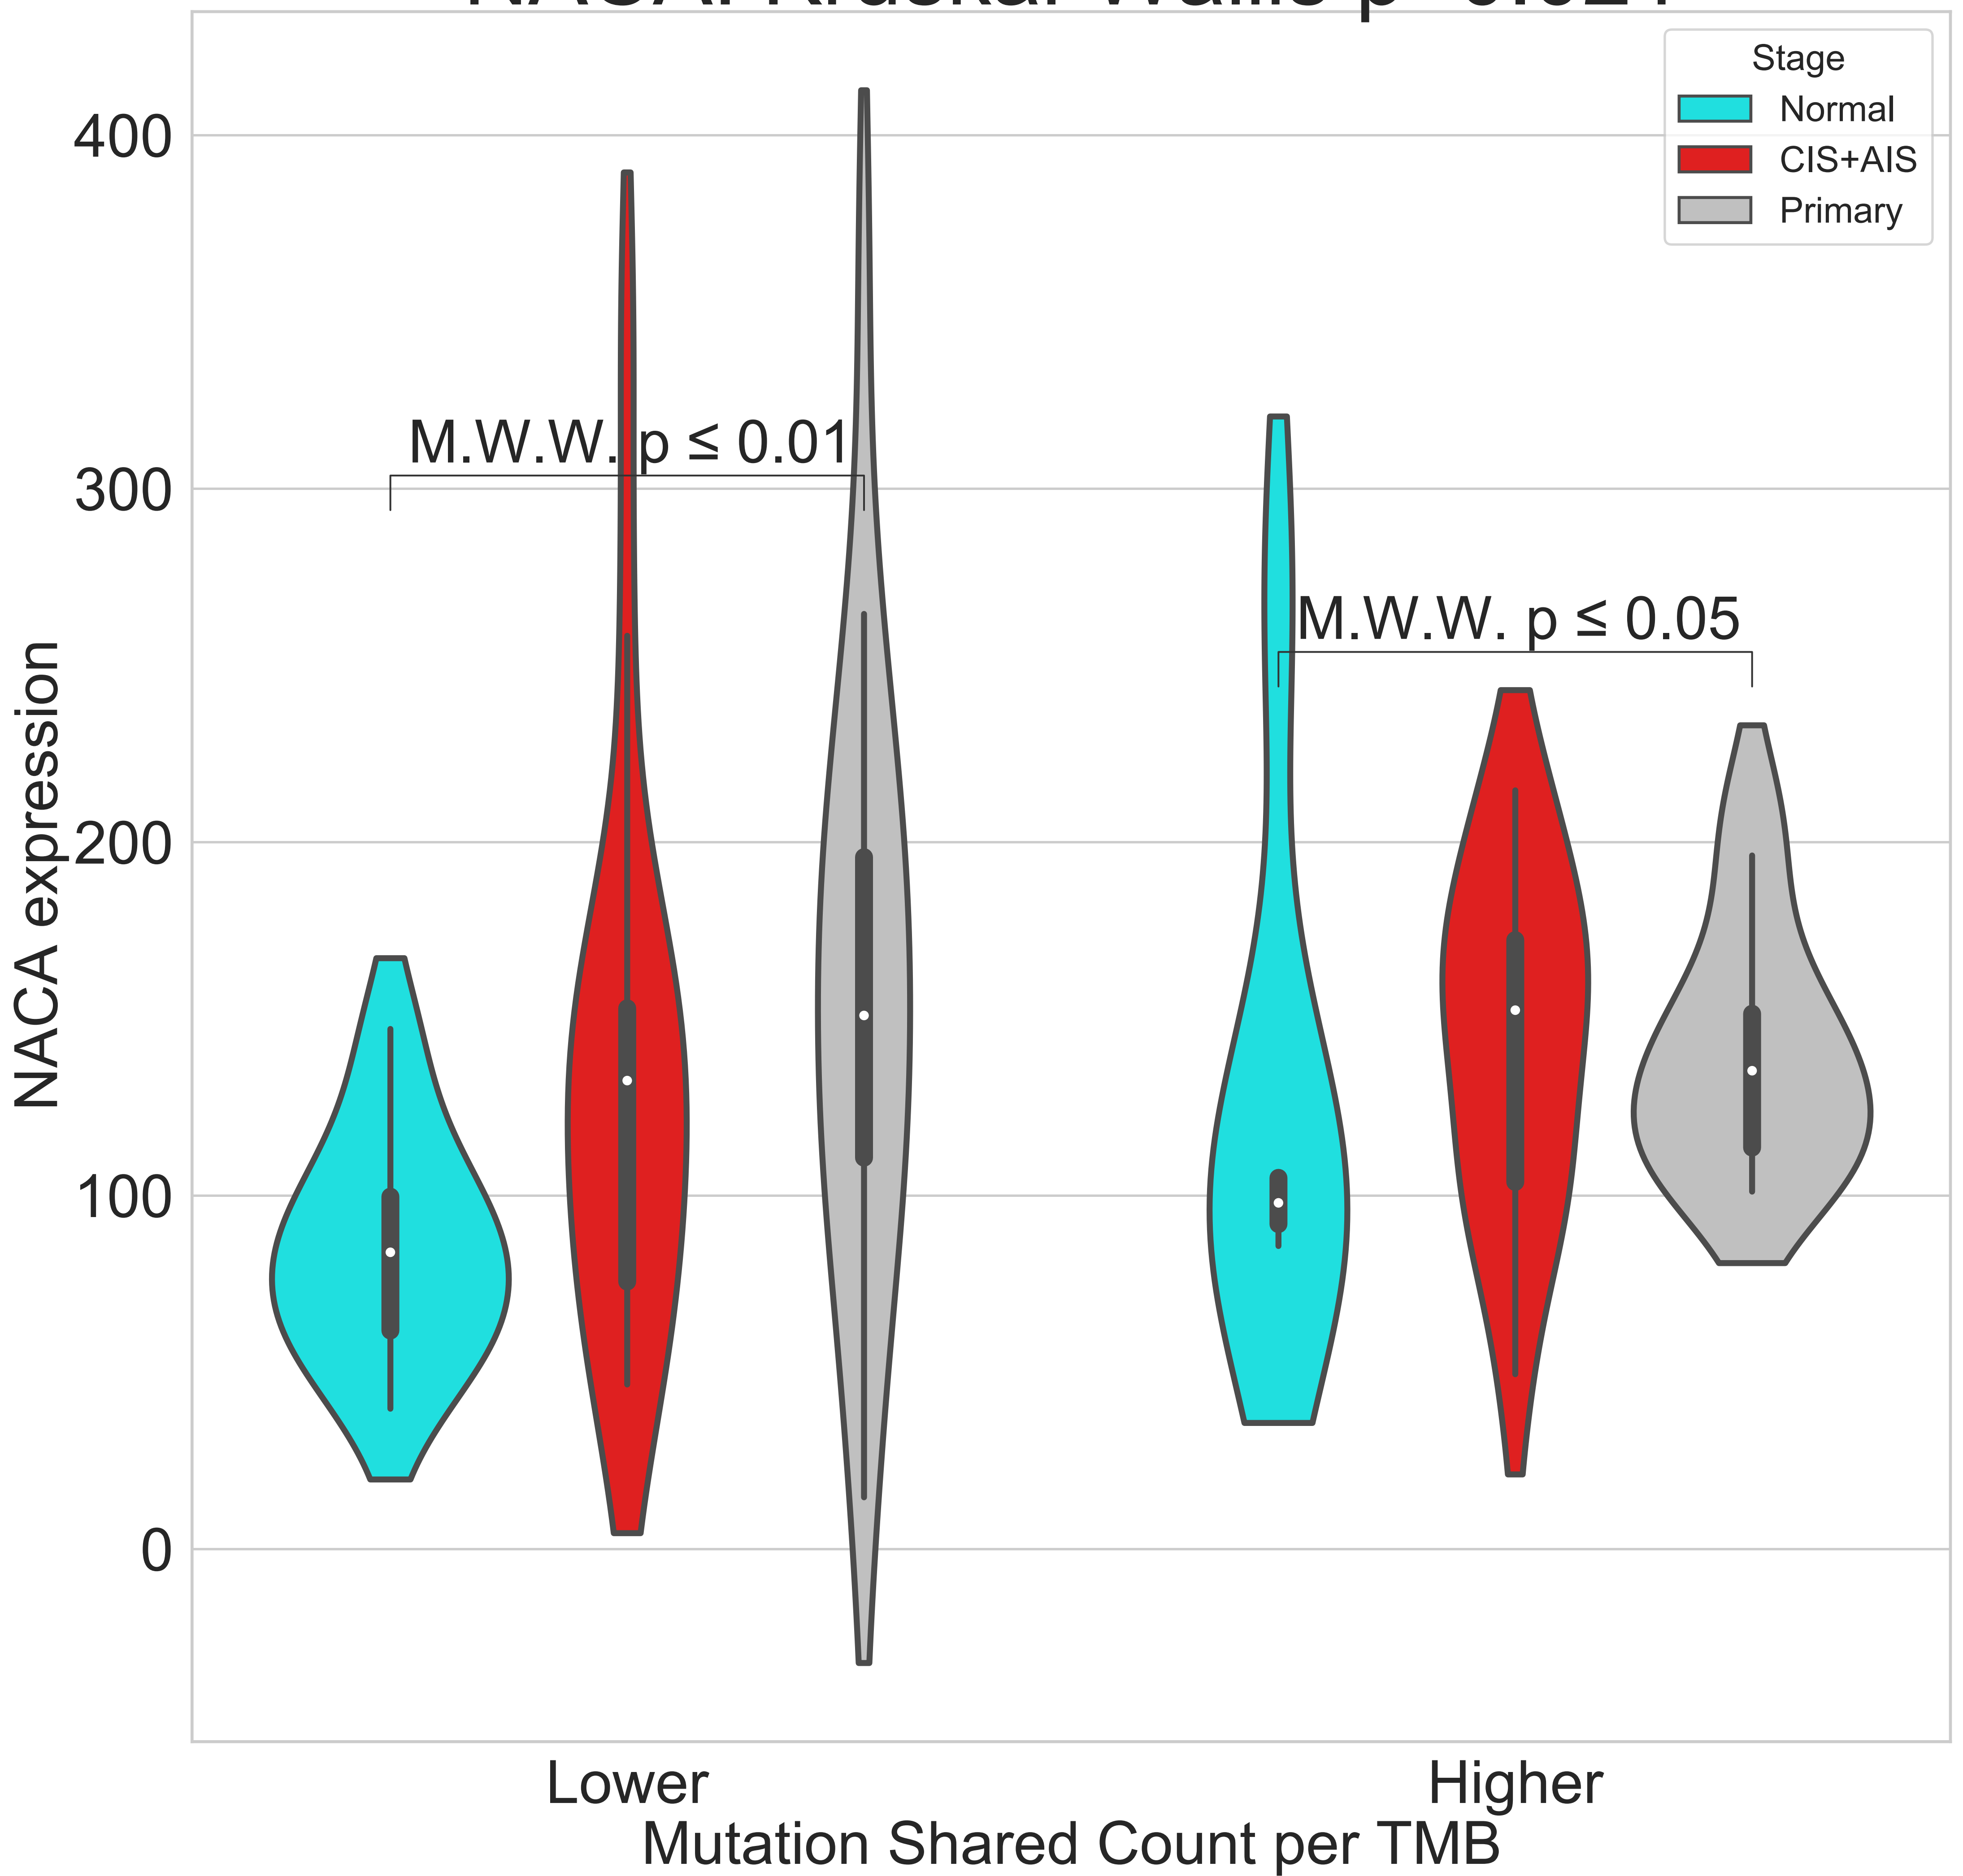 Stage
Normal
CIS+AIS
Primary
400
300
200
100
0
NACA expression
M.W.W. p ≤ 0.01
M.W.W. p ≤ 0.05
Lower
Higher
Mutation Shared Count per TMB